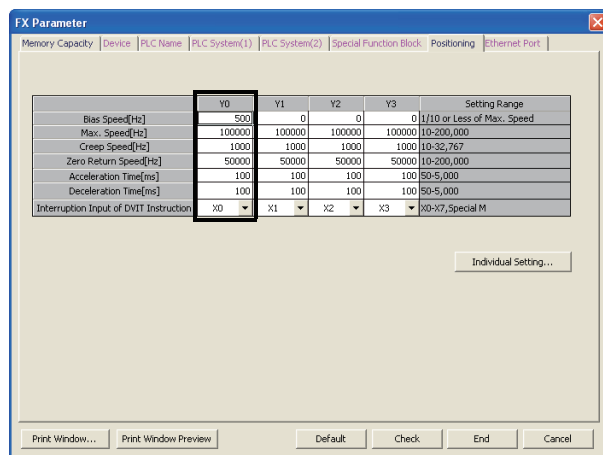 FX Parameter
Memory Capacity Device PLC Name PLC System(1) PLC System(2) Special Function Block Positioning Ethernet Port
Y0 Y1 Y2 Y3 Setting Range
Bias Speed[Hz] 500 0 0 0 1/10 or Less of Max. Speed
Max. Speed[Hz] 100000 100000 100000 100000 10-200,000
Creep Speed[Hz] 1000 1000 1000 1000 10-32,767
Zero Return Speed[Hz] 50000 50000 50000 50000 10-200,000
Acceleration Time[ms] 100 100 100 100 50-5,000
Deceleration Time[ms] 100 100 100 100 50-5,000
Interruption Input of DVIT Instruction X0 X1 X2 X3 X0-X7,Special M
Individual Setting...
Print Window... Print Window Preview Default Check End Cancel